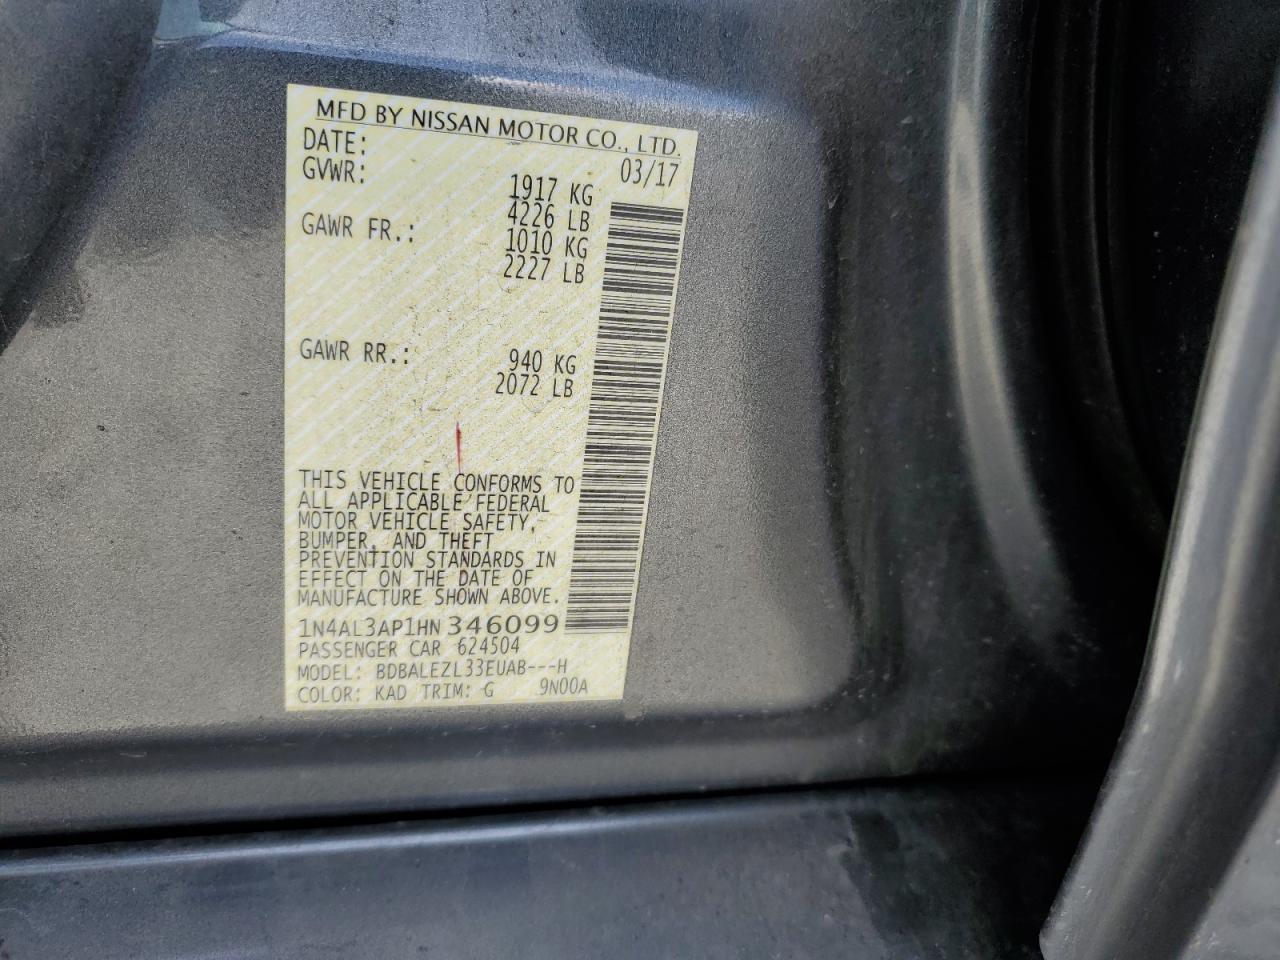 MFD BY NISSAN MOTOR CO., LTD.
DATE: 03/17
GVWR: 1917 KG
4226 LB
GAWR FR.: 1010 KG
2227 LB
GAWR RR.: 940 KG
2072 LB
THIS VEHICLE CONFORMS TO
ALL APPLICABLE FEDERAL
MOTOR VEHICLE SAFETY,
BUMPER, AND THEFT
PREVENTION STANDARDS IN
EFFECT ON THE DATE OF
MANUFACTURE SHOWN ABOVE.
1N4AL3AP1HN346099
PASSENGER CAR 624504
MODEL: BDBALEZL33EUAB---H
COLOR: KAD TRIM: G 9N00A